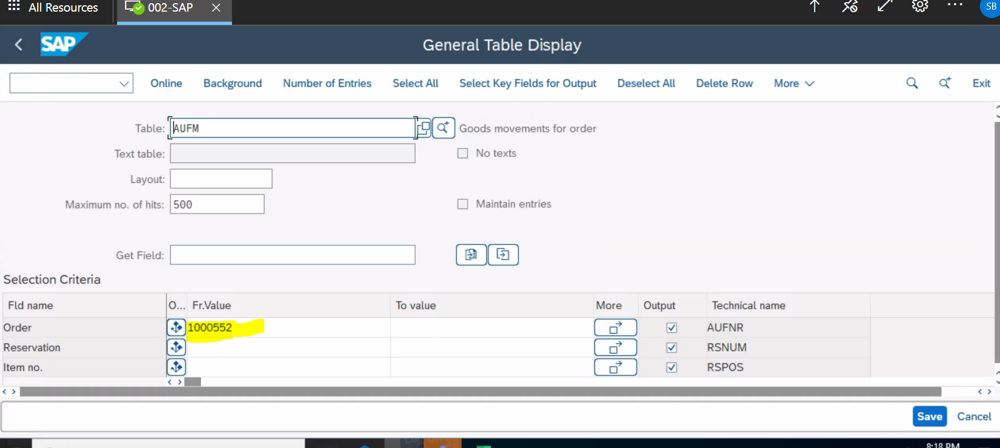 All Resources 002-SAP SB
SAP General Table Display
Online Background Number of Entries Select All Select Key Fields for Output Deselect All Delete Row More Exit
Table: AUFM Goods movements for order
Text table: No texts
Layout:
Maximum no. of hits: 500 Maintain entries
Get Field:
Selection Criteria
Fld name O... Fr.Value To value More Output Technical name
Order 1000552 AUFNR
Reservation RSNUM
Item no. RSPOS
Save Cancel
8:18 PM